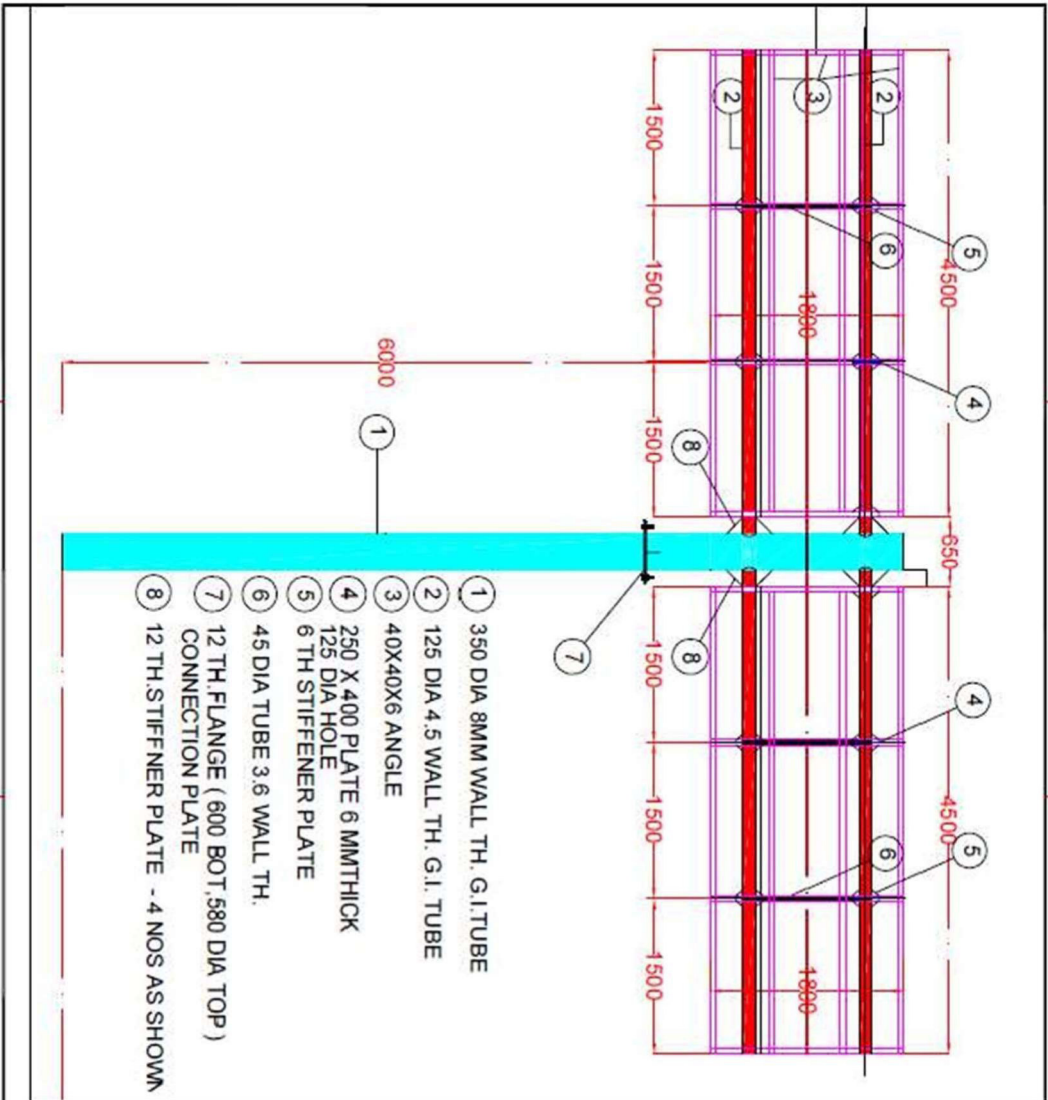 5 4 4 5
4500 650 4500
2 6 6
3 1800 1800
2
8 8
1500 1500 1500 1500 1500 1500
7
6000
1
1 350 DIA 8MM WALL TH. G.I.TUBE
2 125 DIA 4.5 WALL TH. G.I. TUBE
3 40X40X6 ANGLE
4 250 X 400 PLATE 6 MMTHICK
125 DIA HOLE
5 6 TH STIFFENER PLATE
6 45 DIA TUBE 3.6 WALL TH.
7 12 TH.FLANGE ( 600 BOT,580 DIA TOP )
CONNECTION PLATE
8 12 TH.STIFFNER PLATE - 4 NOS AS SHOWN